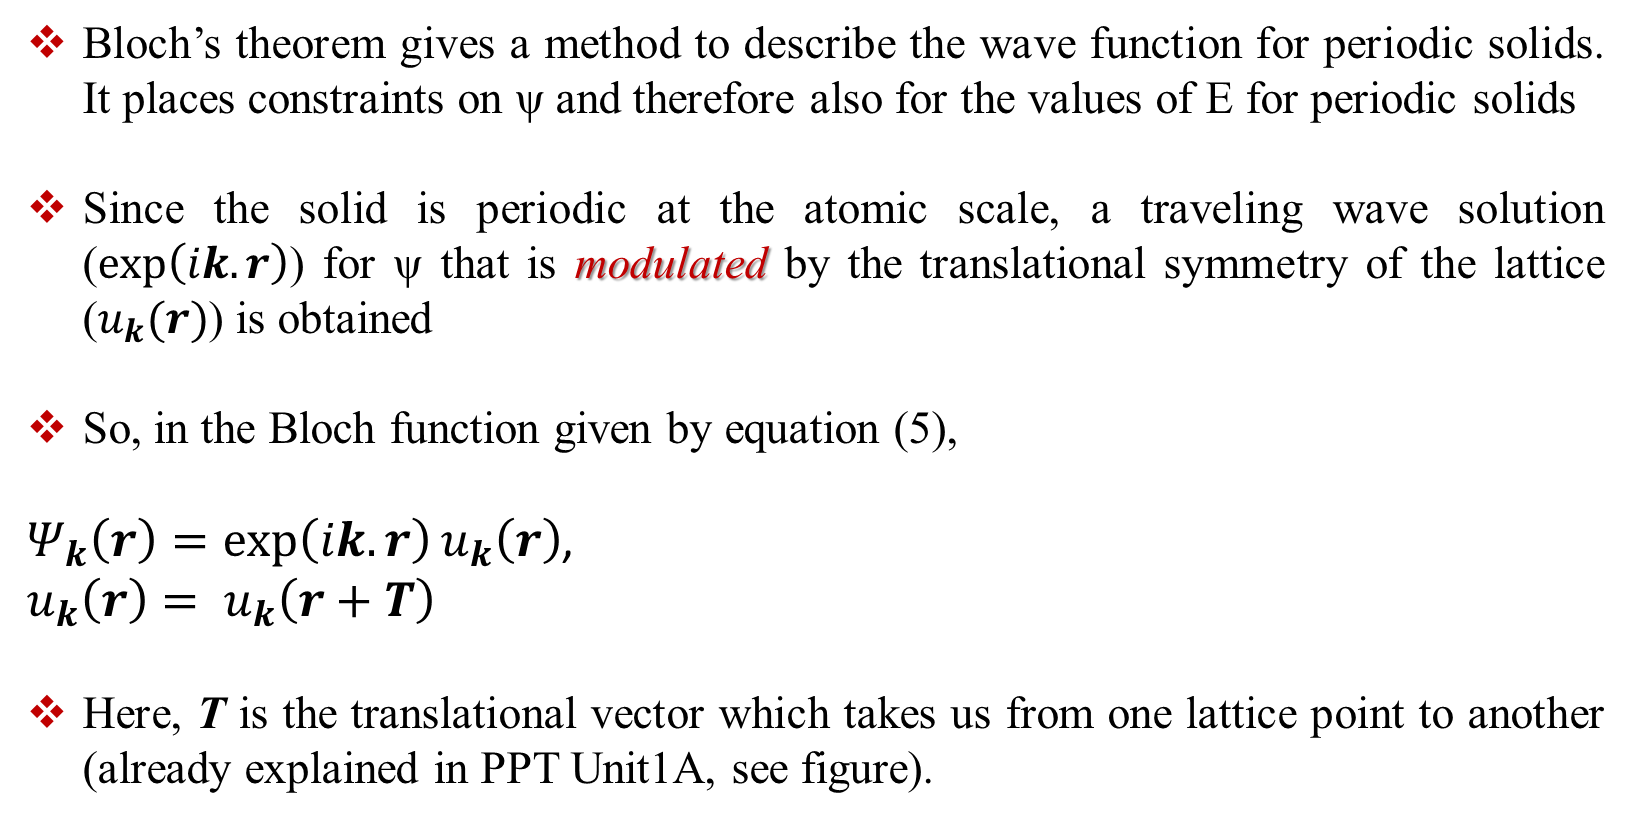 ❖ Bloch’s theorem gives a method to describe the wave function for periodic solids.
It places constraints on ψ and therefore also for the values of E for periodic solids
❖ Since the solid is periodic at the atomic scale, a traveling wave solution
(exp(𝑖𝒌.𝒓)) for ψ that is modulated by the translational symmetry of the lattice
(𝑢𝒌(𝒓)) is obtained
❖ So, in the Bloch function given by equation (5),
𝛹𝒌(𝒓) = exp(𝑖𝒌.𝒓) 𝑢𝒌(𝒓),
𝑢𝒌(𝒓) = 𝑢𝒌(𝒓 + 𝑻)
❖ Here, 𝑻 is the translational vector which takes us from one lattice point to another
(already explained in PPT Unit1A, see figure).